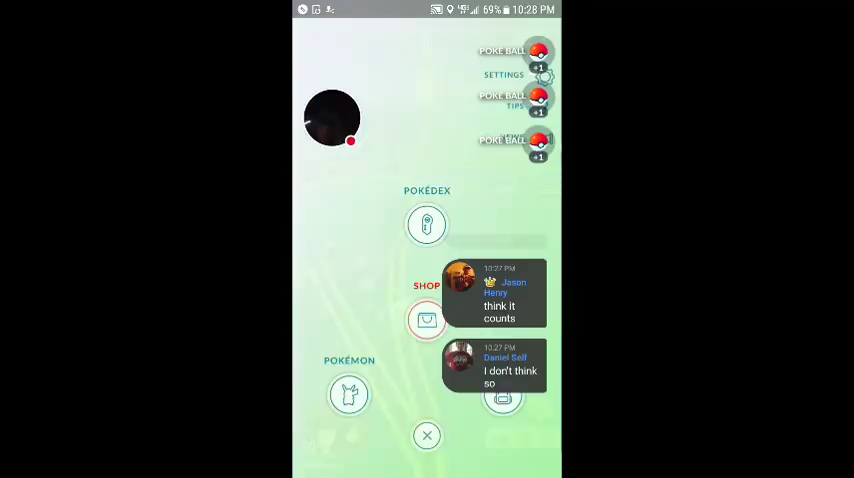 69% 10:28 PM
POKÉ BALL
+1
SETTINGS
POKÉ BALL
+1
TIPS
POKÉ BALL
+1
POKÉDEX
SHOP
10:27 PM
Jason
Henry
think it
counts
10:27 PM
Daniel Self
I don't think
so
POKÉMON